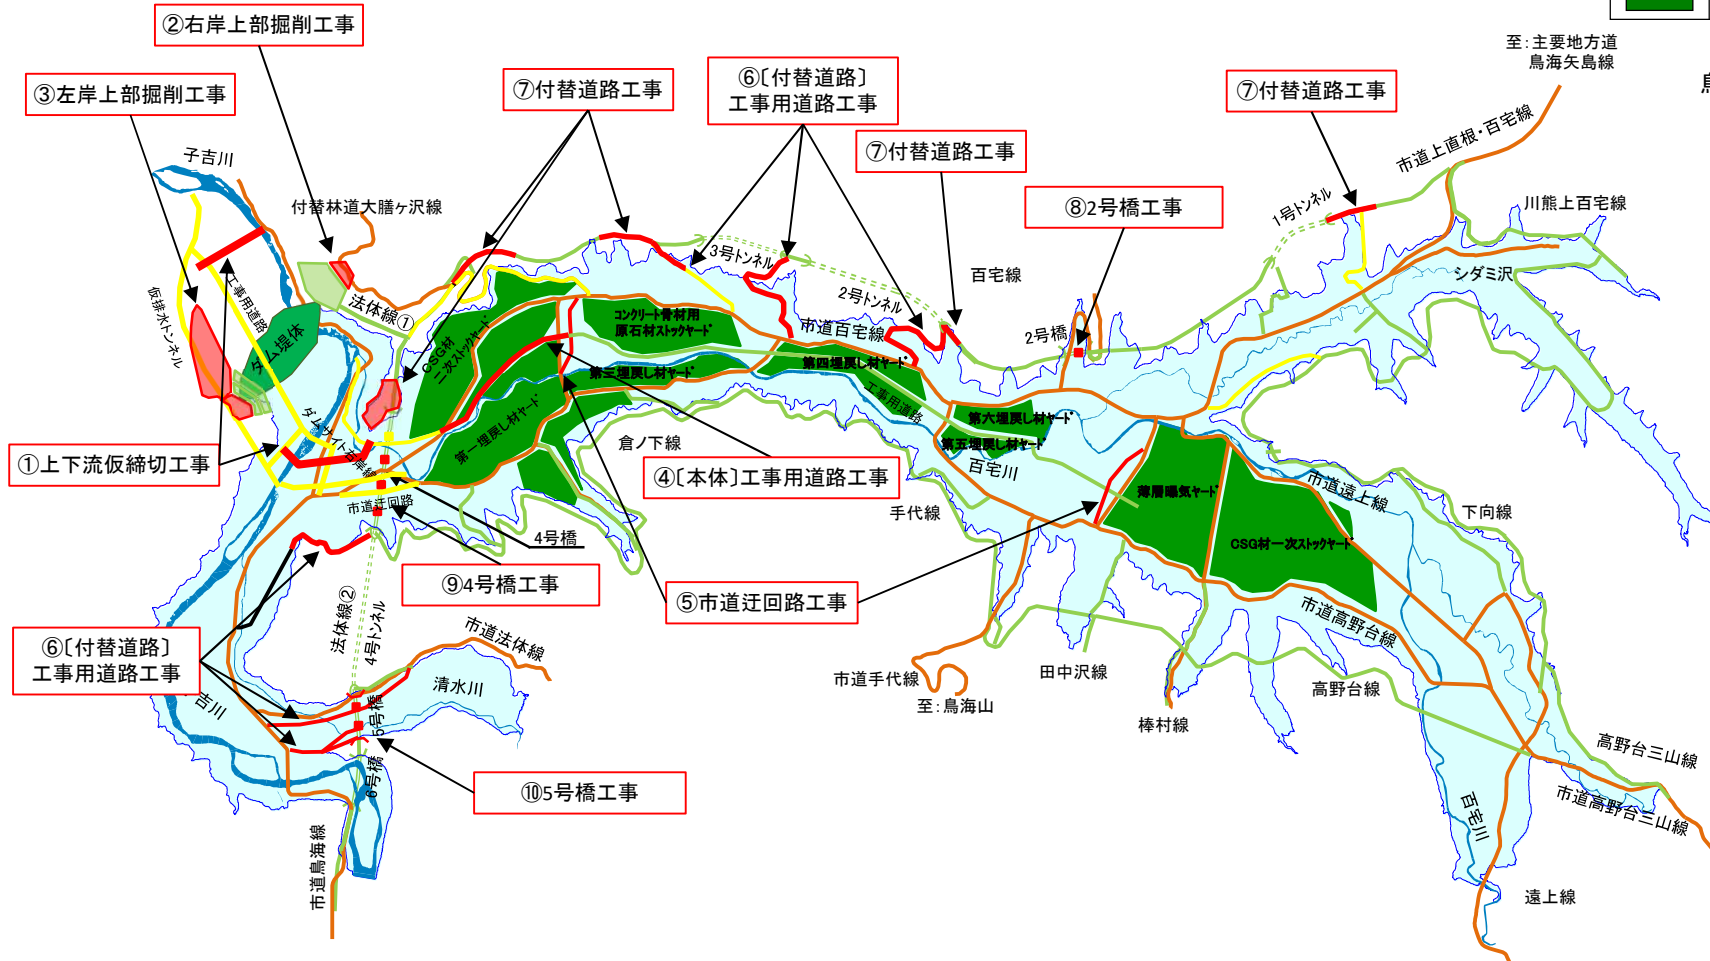 ②右岸上部掘削工事
至：主要地方道
鳥海矢島線
③左岸上部掘削工事
⑦付替道路工事
⑥〔付替道路〕
工事用道路工事
⑦付替道路工事
⑦付替道路工事
鳥
市道上直根・百宅線
子吉川
付替林道大膳ヶ沢線
⑧2号橋工事
1号トンネル
川熊上百宅線
3号トンネル
百宅線
シダミ沢
工事用道路
仮排水トンネル
法体線①
2号トンネル
市道百宅線
2号橋
コンクリート骨材用
原石材ストックヤード
ダム堤体
CSG材
二次ストックヤード
第三埋戻し材ヤード
第四埋戻し材ヤード
工事用道路
第一埋戻し材ヤード
第六埋戻し材ヤード
第五埋戻し材ヤード
ダムサイト右岸線
倉ノ下線
百宅川
①上下流仮締切工事
④〔本体〕工事用道路工事
薄層曝気ヤード
市道遠上線
市道迂回路
手代線
下向線
4号橋
CSG材一次ストックヤード
⑨4号橋工事
⑤市道迂回路工事
法体線②
4号トンネル
市道高野台線
⑥〔付替道路〕
工事用道路工事
市道法体線
清水川
市道手代線
田中沢線
高野台線
至：鳥海山
棒村線
吉川
5号橋
高野台三山線
6号橋
⑩5号橋工事
市道高野台三山線
百宅川
市道鳥海線
遠上線